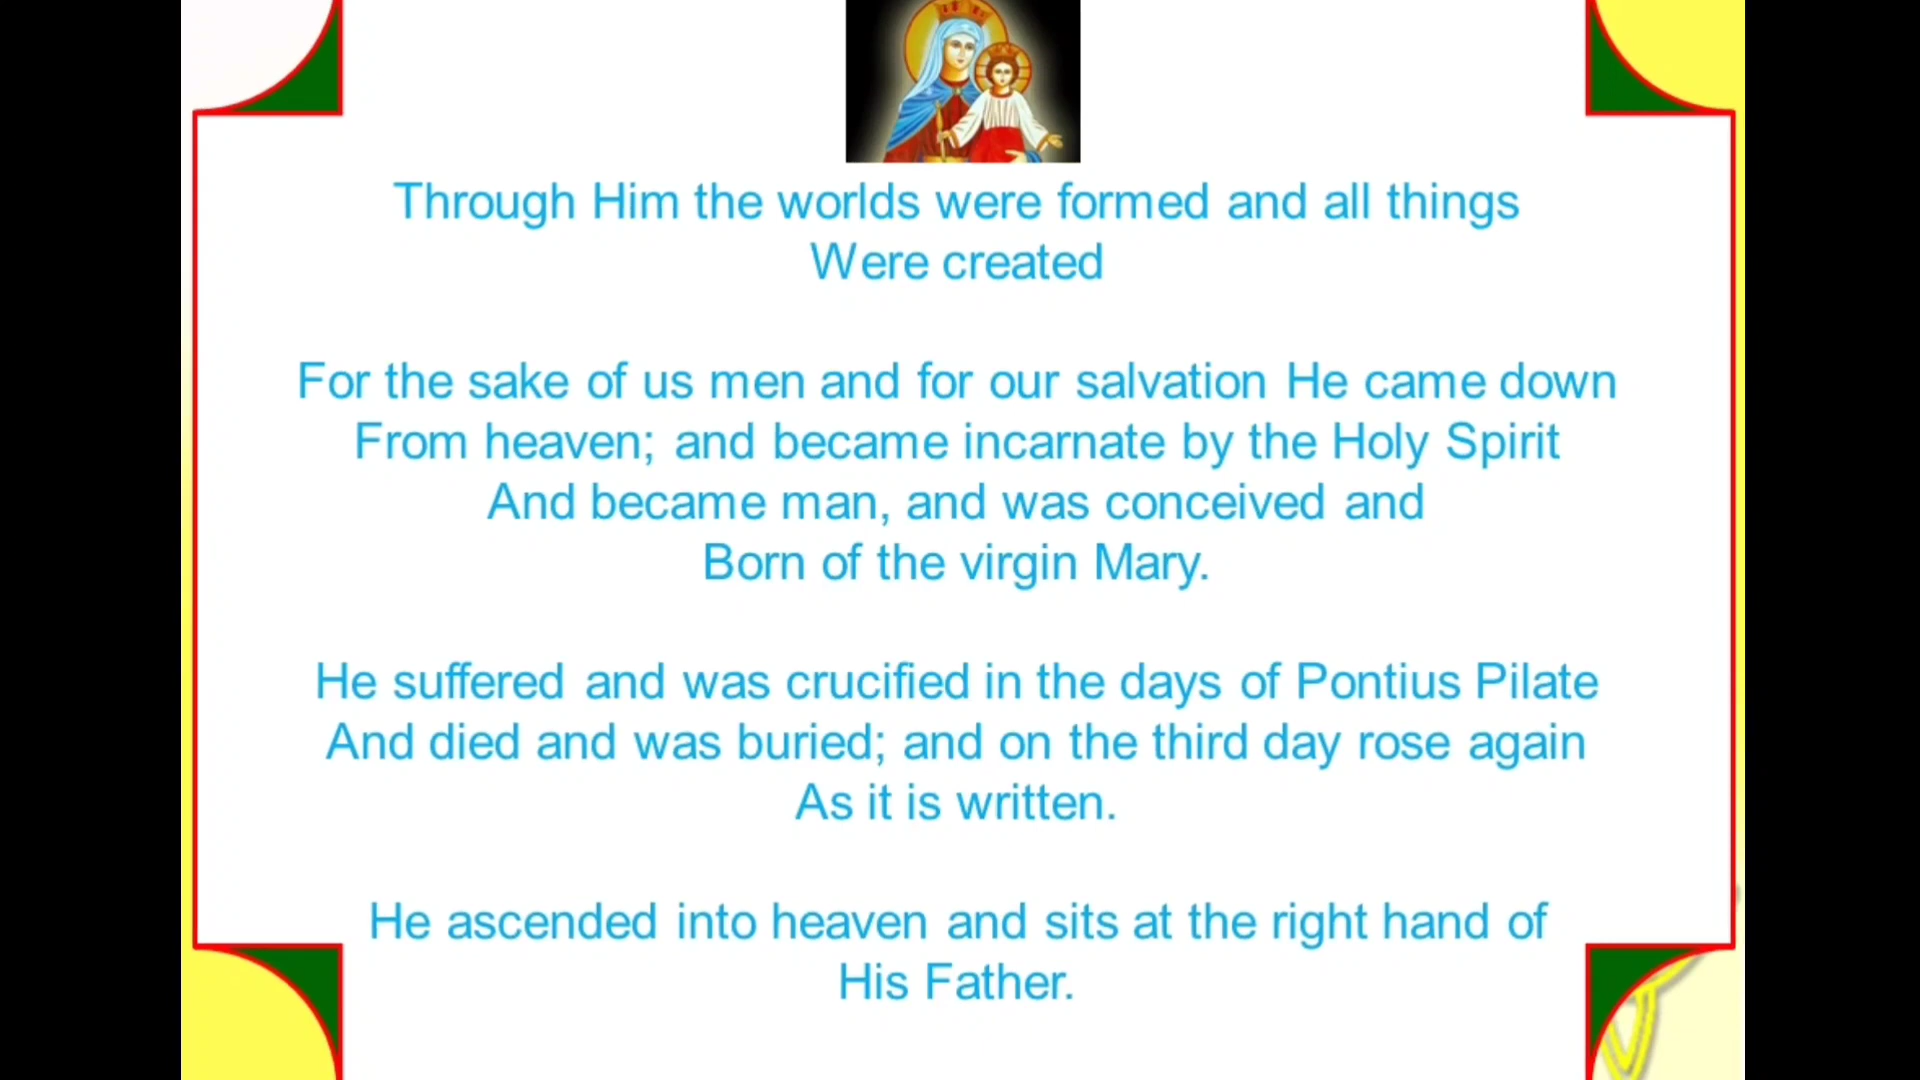 Through Him the worlds were formed and all things
Were created
For the sake of us men and for our salvation He came down
From heaven; and became incarnate by the Holy Spirit
And became man, and was conceived and
Born of the virgin Mary.
He suffered and was crucified in the days of Pontius Pilate
And died and was buried; and on the third day rose again
As it is written.
He ascended into heaven and sits at the right hand of
His Father.